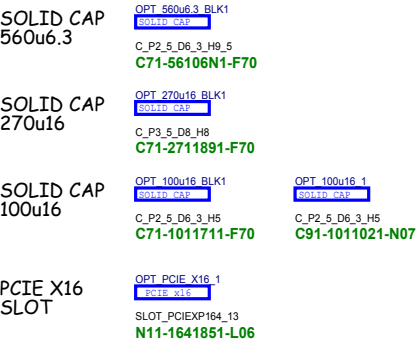 SOLID CAP
560u6.3
OPT_560u6.3_BLK1
SOLID CAP
C_P2_5_D6_3_H9_5
C71-56106N1-F70
SOLID CAP
270u16
OPT_270u16_BLK1
SOLID CAP
C_P3_5_D8_H8
C71-2711891-F70
SOLID CAP
100u16
OPT_100u16_BLK1
SOLID CAP
C_P2_5_D6_3_H5
C71-1011711-F70
OPT_100u16_1
SOLID CAP
C_P2_5_D6_3_H5
C91-1011021-N07
PCIE X16
SLOT
OPT_PCIE_X16_1
PCIE x16
SLOT_PCIEXP164_13
N11-1641851-L06